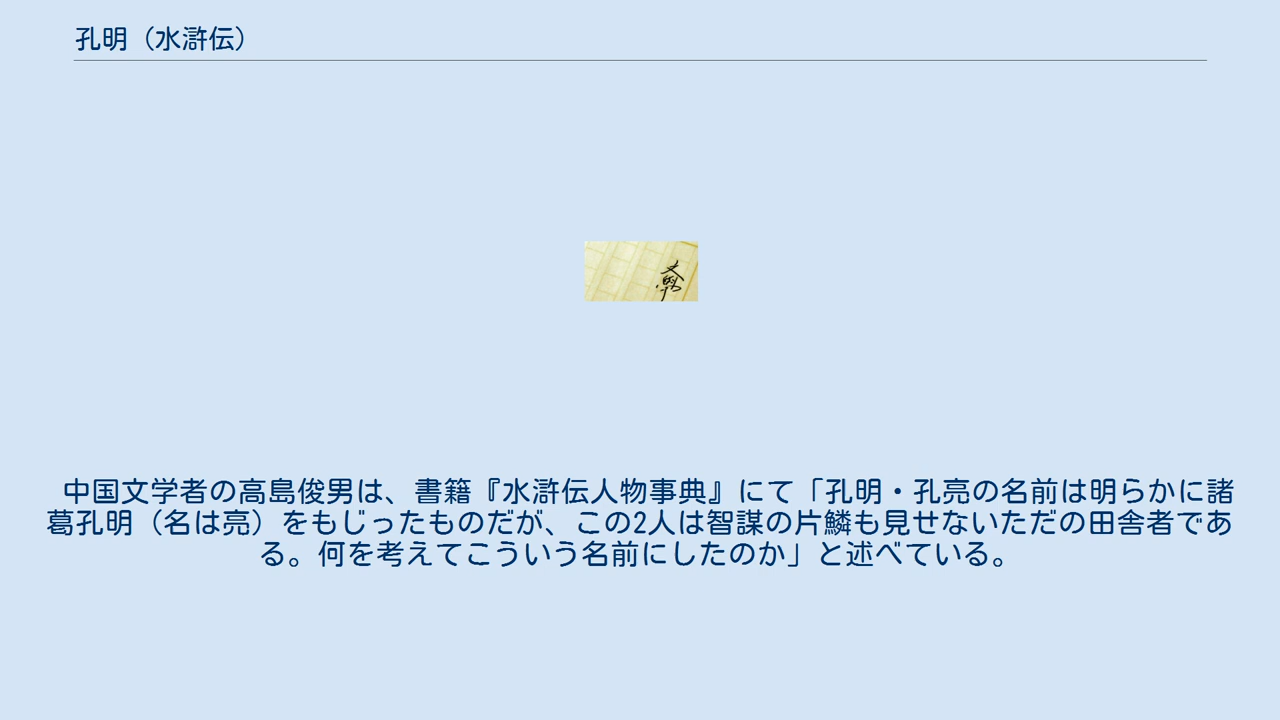 孔明（水滸伝）
中国文学者の高島俊男は、書籍『水滸伝人物事典』にて「孔明・孔亮の名前は明らかに諸
葛孔明（名は亮）をもじったものだが、この2人は智謀の片鱗も見せないただの田舎者であ
る。何を考えてこういう名前にしたのか」と述べている。